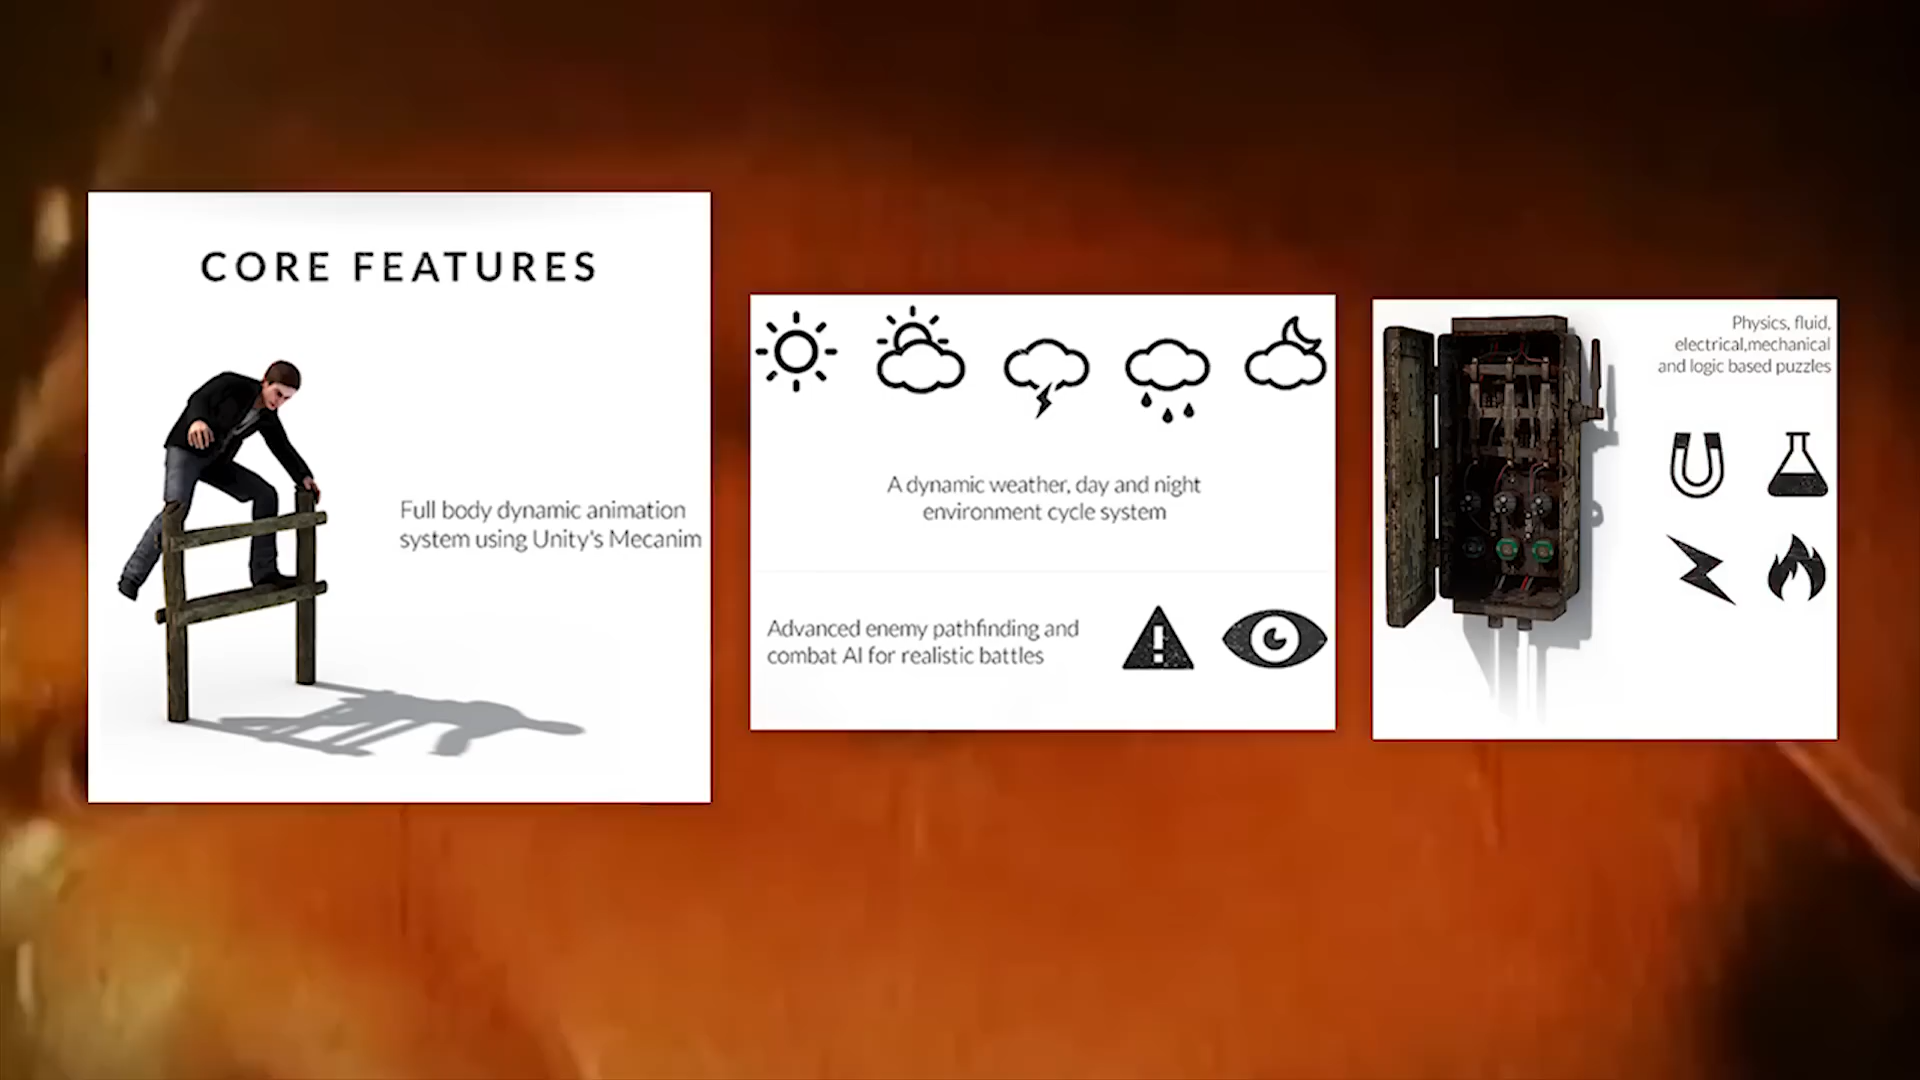 CORE FEATURES
Full body dynamic animation
system using Unity's Mecanim
A dynamic weather, day and night
environment cycle system
Advanced enemy pathfinding and
combat AI for realistic battles
Physics, fluid,
electrical,mechanical
and logic based puzzles